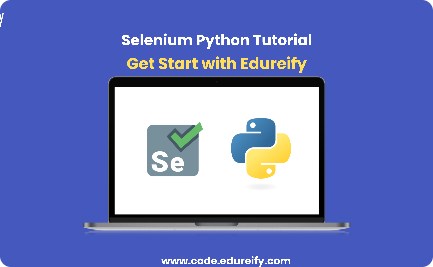 Selenium Python Tutorial
Get Start with Edureify
Se
www.code.edureify.com